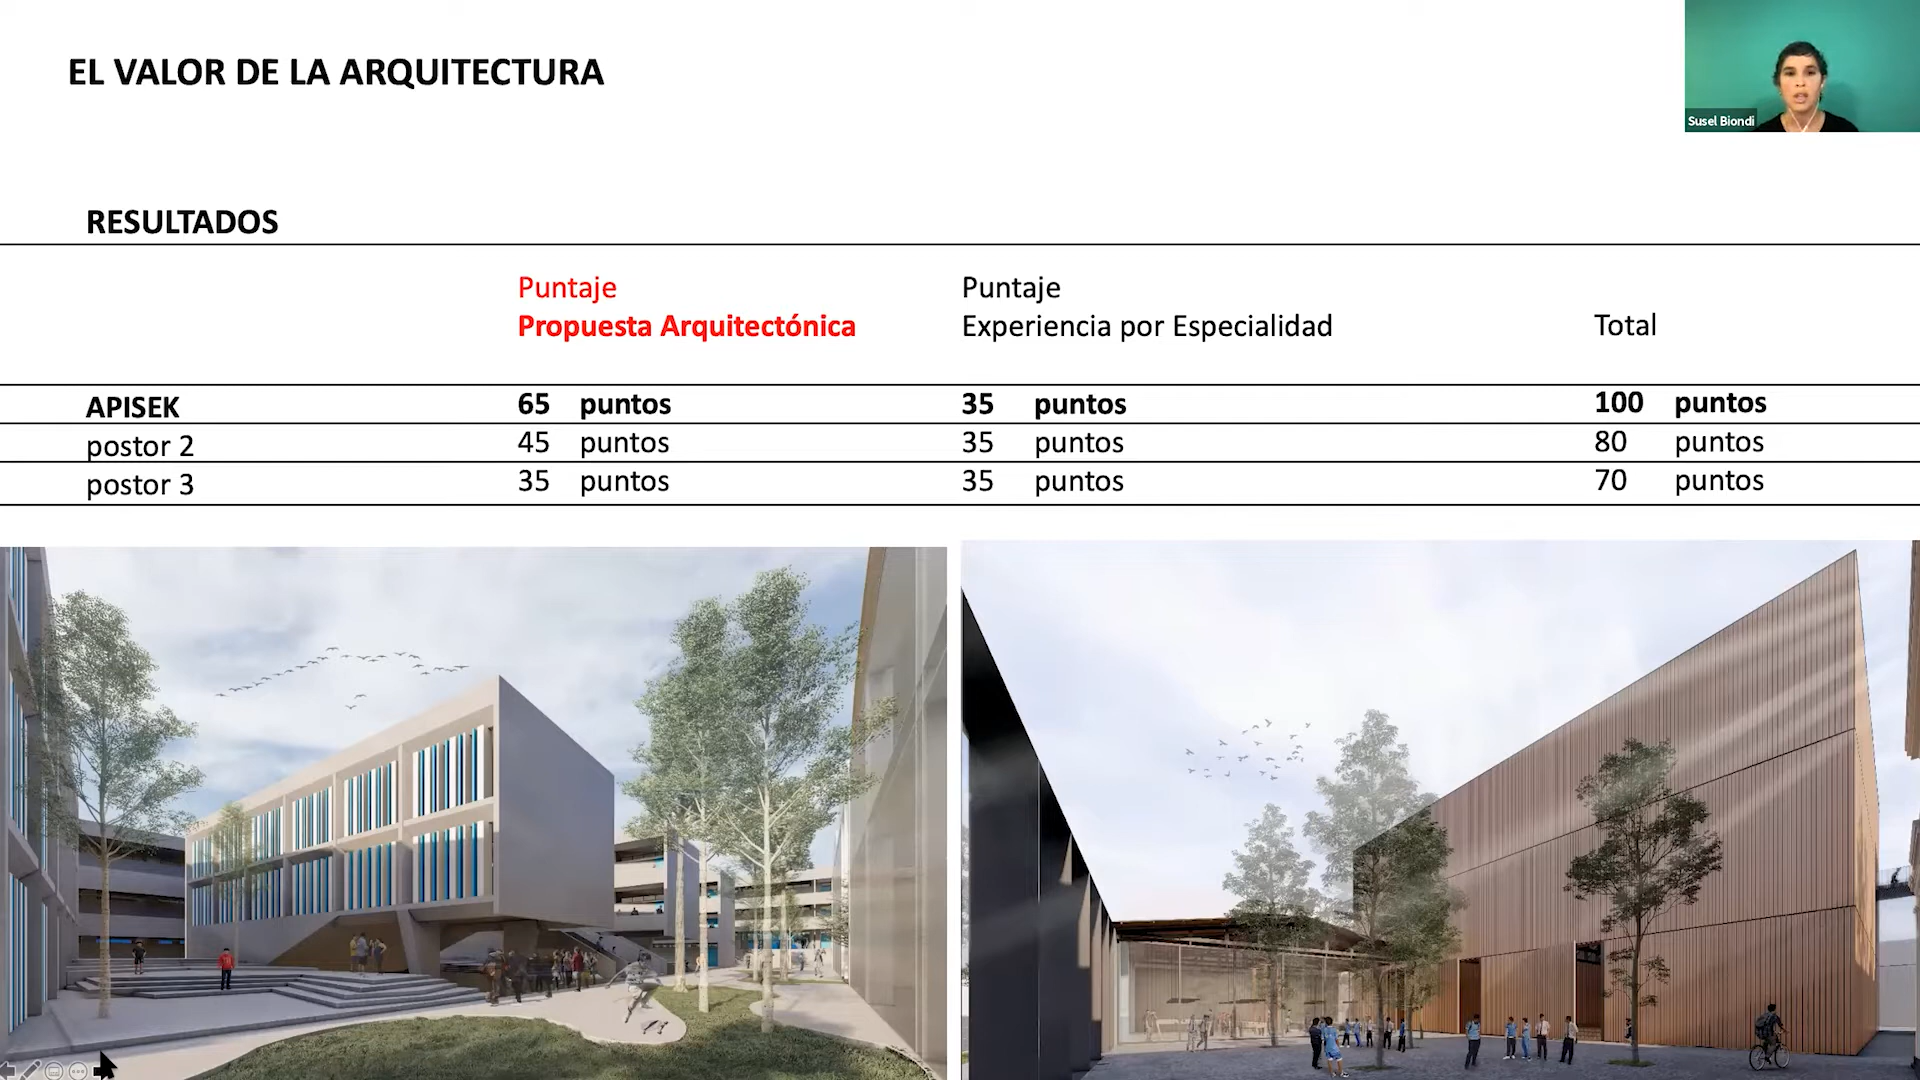 EL VALOR DE LA ARQUITECTURA
Susel Biondi
RESULTADOS
Puntaje Puntaje
Propuesta Arquitectónica Experiencia por Especialidad Total
APISEK 65 puntos 35 puntos 100 puntos
postor 2 45 puntos 35 puntos 80 puntos
postor 3 35 puntos 35 puntos 70 puntos